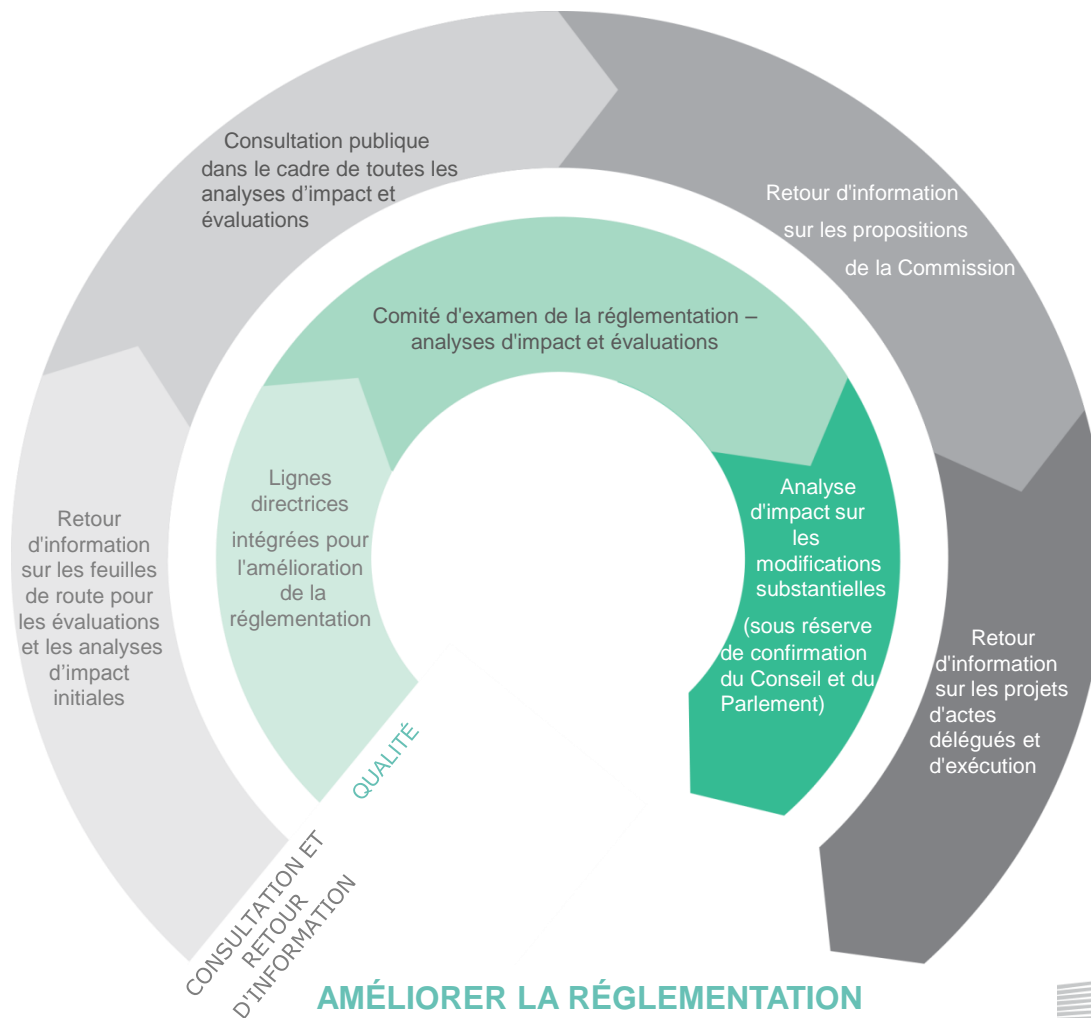 Consultation publique
dans le cadre de toutes les
analyses d’impact et
évaluations
Retour d'information
sur les propositions
de la Commission
Comité d'examen de la réglementation –
analyses d'impact et évaluations
Lignes
directrices
intégrées pour
l'amélioration
de la
réglementation
Analyse
d'impact sur
les
modifications
substantielles
(sous réserve
de confirmation
du Conseil et du
Parlement)
Retour
d'information
sur les feuilles
de route pour
les évaluations
et les analyses
d’impact
initiales
Retour
d'information
sur les projets
d'actes
délégués et
d'exécution
QUALITÉ
CONSULTATION ET
RETOUR
D'INFORMATION
AMÉLIORER LA RÉGLEMENTATION